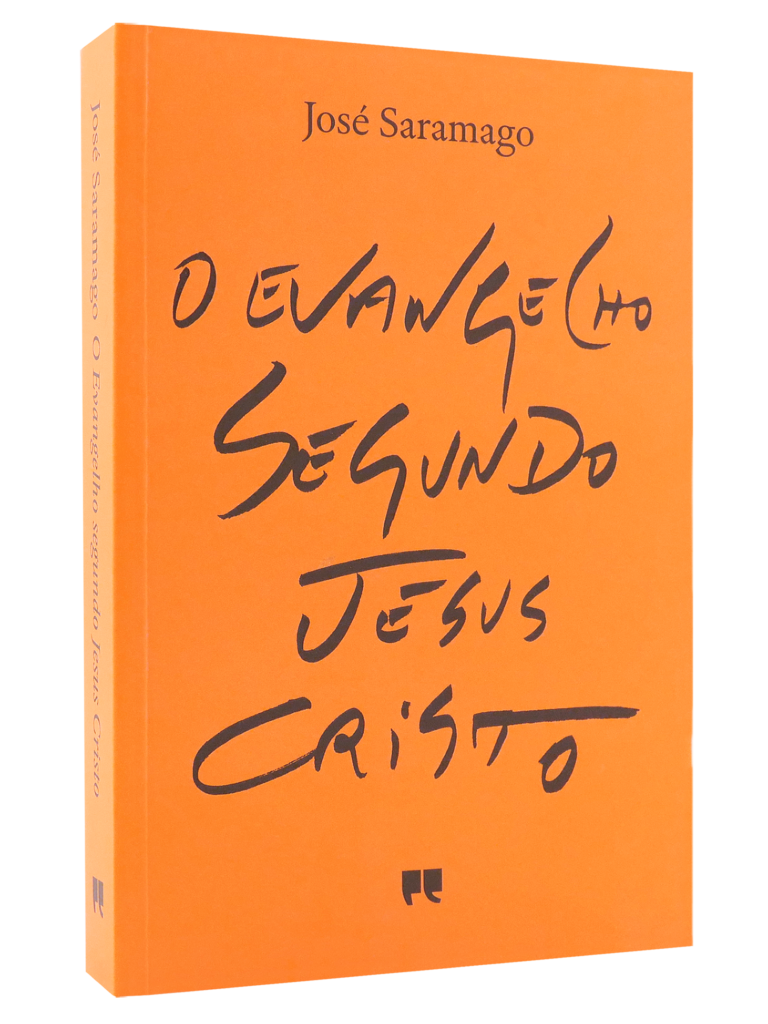 José Saramago
O EVANGELHO
SEGUNDO
JESUS
CRISTO
José Saramago O Evangelho segundo Jesus Cristo